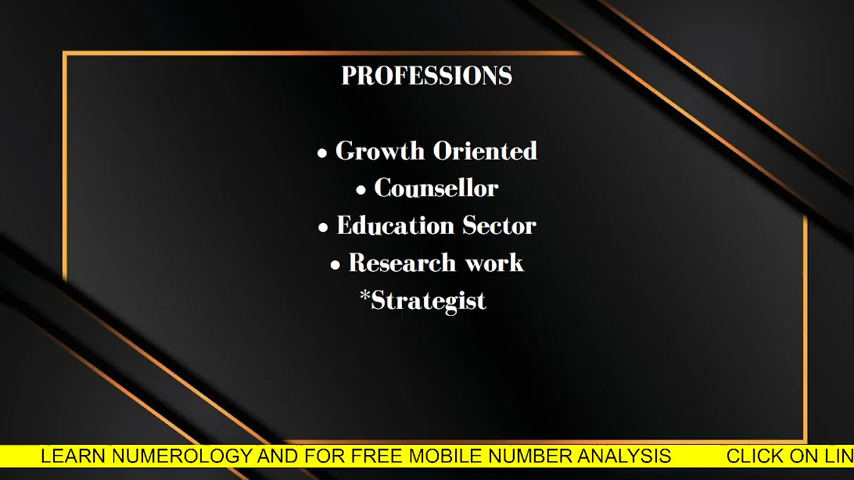 PROFESSIONS
• Growth Oriented
• Counsellor
• Education Sector
• Research work
*Strategist
LEARN NUMEROLOGY AND FOR FREE MOBILE NUMBER ANALYSIS CLICK ON LIN